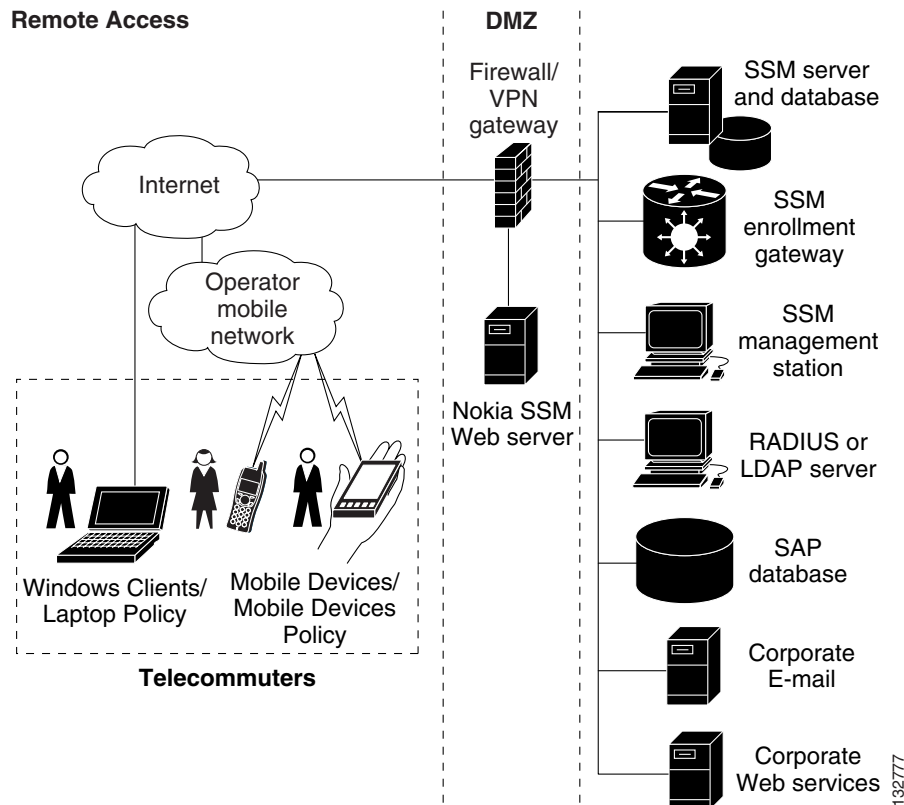 Remote Access
DMZ
Firewall/
VPN
gateway
Internet
Operator
mobile
network
Nokia SSM
Web server
Windows Clients/
Laptop Policy
Mobile Devices/
Mobile Devices
Policy
Telecommuters
SSM server
and database
SSM
enrollment
gateway
SSM
management
station
RADIUS or
LDAP server
SAP
database
Corporate
E-mail
Corporate
Web services
132777